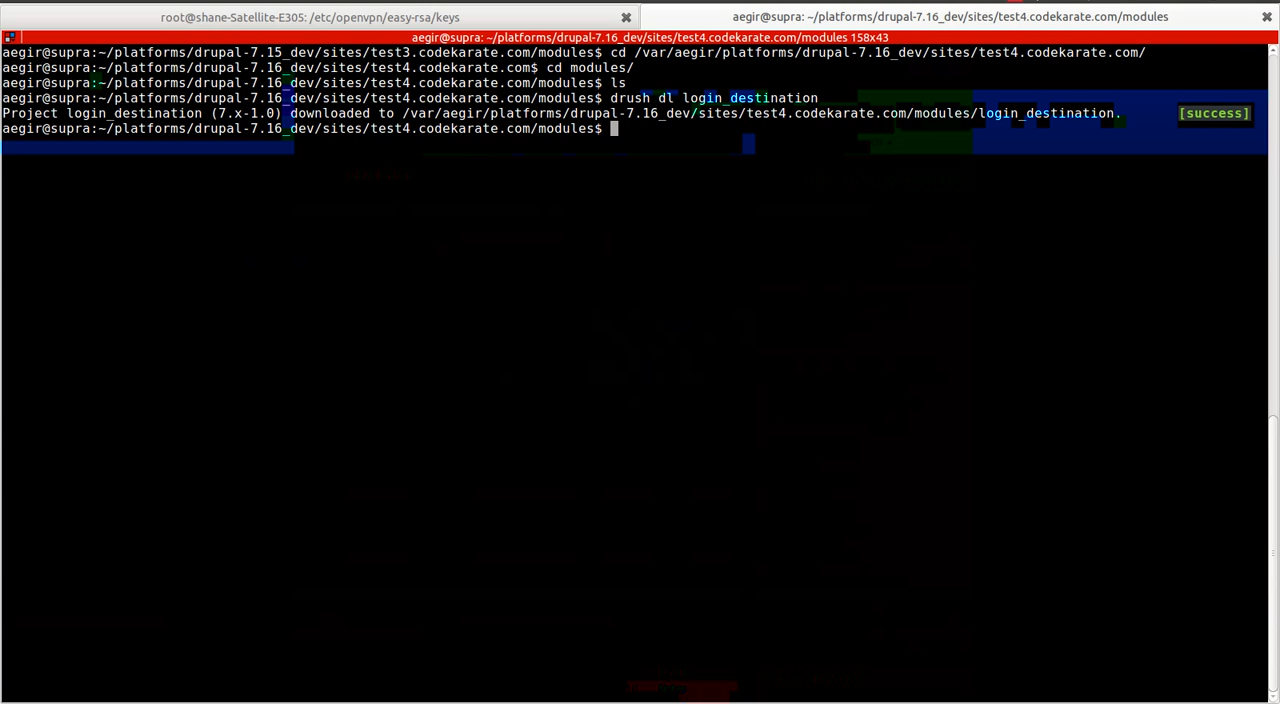 root@shane-Satellite-E305: /etc/openvpn/easy-rsa/keys
aegir@supra: ~/platforms/drupal-7.16_dev/sites/test4.codekarate.com/modules
aegir@supra: ~/platforms/drupal-7.16_dev/sites/test4.codekarate.com/modules 158x43
aegir@supra:~/platforms/drupal-7.15_dev/sites/test3.codekarate.com/modules$ cd /var/aegir/platforms/drupal-7.16_dev/sites/test4.codekarate.com/
aegir@supra:~/platforms/drupal-7.16_dev/sites/test4.codekarate.com$ cd modules/
aegir@supra:~/platforms/drupal-7.16_dev/sites/test4.codekarate.com/modules$ ls
aegir@supra:~/platforms/drupal-7.16_dev/sites/test4.codekarate.com/modules$ drush dl login_destination
Project login_destination (7.x-1.0) downloaded to /var/aegir/platforms/drupal-7.16_dev/sites/test4.codekarate.com/modules/login_destination. [success]
aegir@supra:~/platforms/drupal-7.16_dev/sites/test4.codekarate.com/modules$